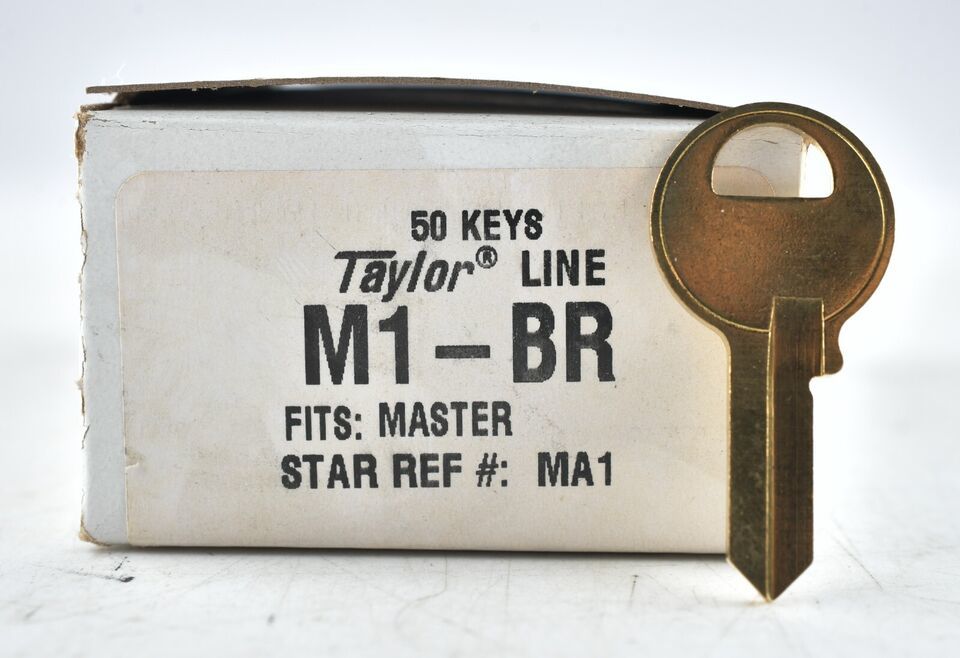 50 KEYS
Taylor® LINE
M1-BR
FITS: MASTER
STAR REF #: MA1